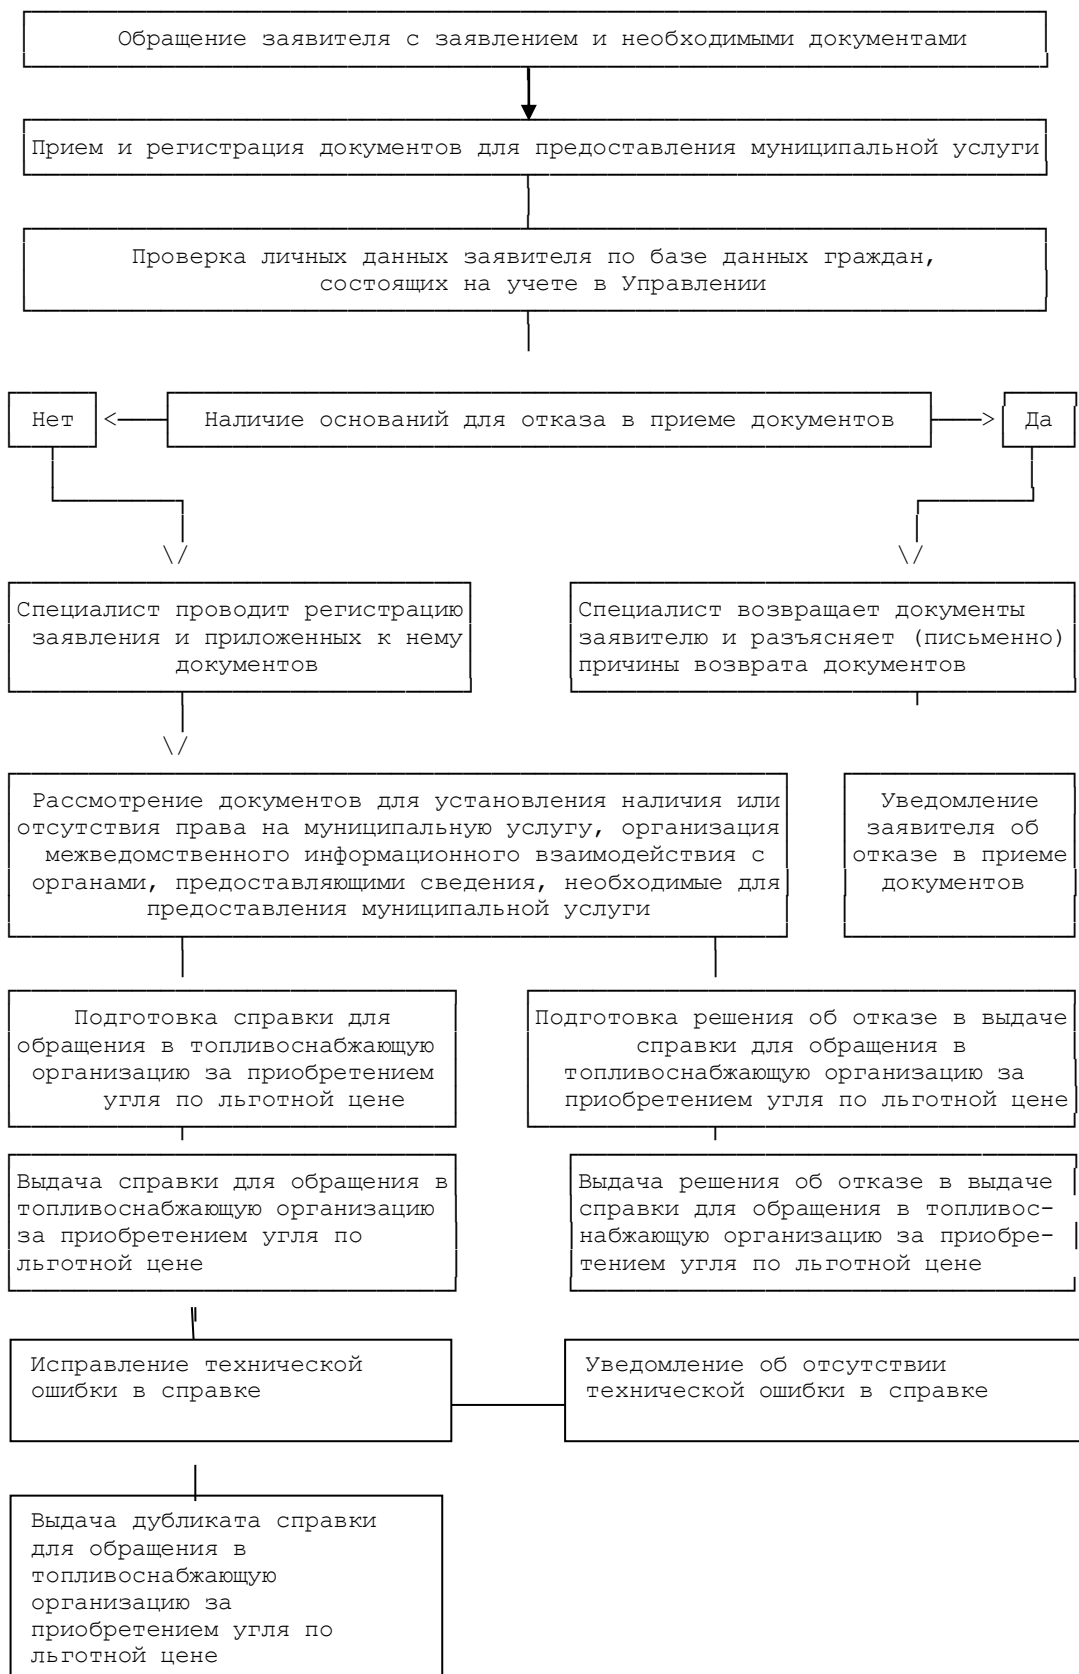 Обращение заявителя с заявлением и необходимыми документами
Прием и регистрация документов для предоставления муниципальной услуги
Проверка личных данных заявителя по базе данных граждан,
состоящих на учете в Управлении
Нет
<
Наличие оснований для отказа в приеме документов
>
Да
\/
\/
Специалист проводит регистрацию
заявления и приложенных к нему
документов
Специалист возвращает документы
заявителю и разъясняет (письменно)
причины возврата документов
\/
Рассмотрение документов для установления наличия или
отсутствия права на муниципальную услугу, организация
межведомственного информационного взаимодействия с
органами, предоставляющими сведения, необходимые для
предоставления муниципальной услуги
Уведомление
заявителя об
отказе в приеме
документов
Подготовка справки для
обращения в топливоснабжающую
организацию за приобретением
угля по льготной цене
Подготовка решения об отказе в выдаче
справки для обращения в
топливоснабжающую организацию за
приобретением угля по льготной цене
Выдача справки для обращения в
топливоснабжающую организацию
за приобретением угля по
льготной цене
Выдача решения об отказе в выдаче
справки для обращения в топливос-
набжающую организацию за приобре-
тением угля по льготной цене
Исправление технической
ошибки в справке
Уведомление об отсутствии
технической ошибки в справке
Выдача дубликата справки
для обращения в
топливоснабжающую
организацию за
приобретением угля по
льготной цене